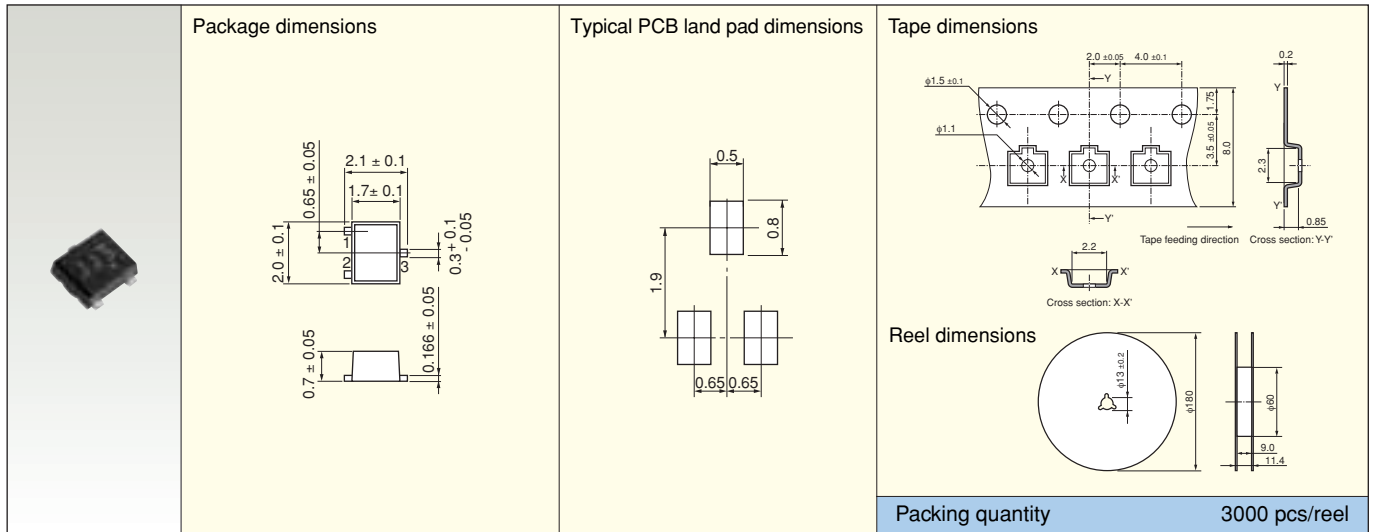 Package dimensions
2.1 ± 0.1
1.7± 0.1
0.65 ± 0.05
2.0 ± 0.1
1
2
3
0.3 + 0.1
- 0.05
0.7 ± 0.05
0.166 ± 0.05
Typical PCB land pad dimensions
0.5
0.8
1.9
0.65 0.65
Tape dimensions
2.0 ±0.05 4.0 ±0.1
0.2
Y
Y
φ1.5 ±0.1
1.75
φ1.1
3.5 ±0.05
8.0
2.3
X X'
Y'
Y'
0.85
Tape feeding direction
Cross section: Y-Y'
2.2
X X'
Cross section: X-X'
Reel dimensions
φ13 ±0.2
φ180
φ60
9.0
11.4
Packing quantity 3000 pcs/reel